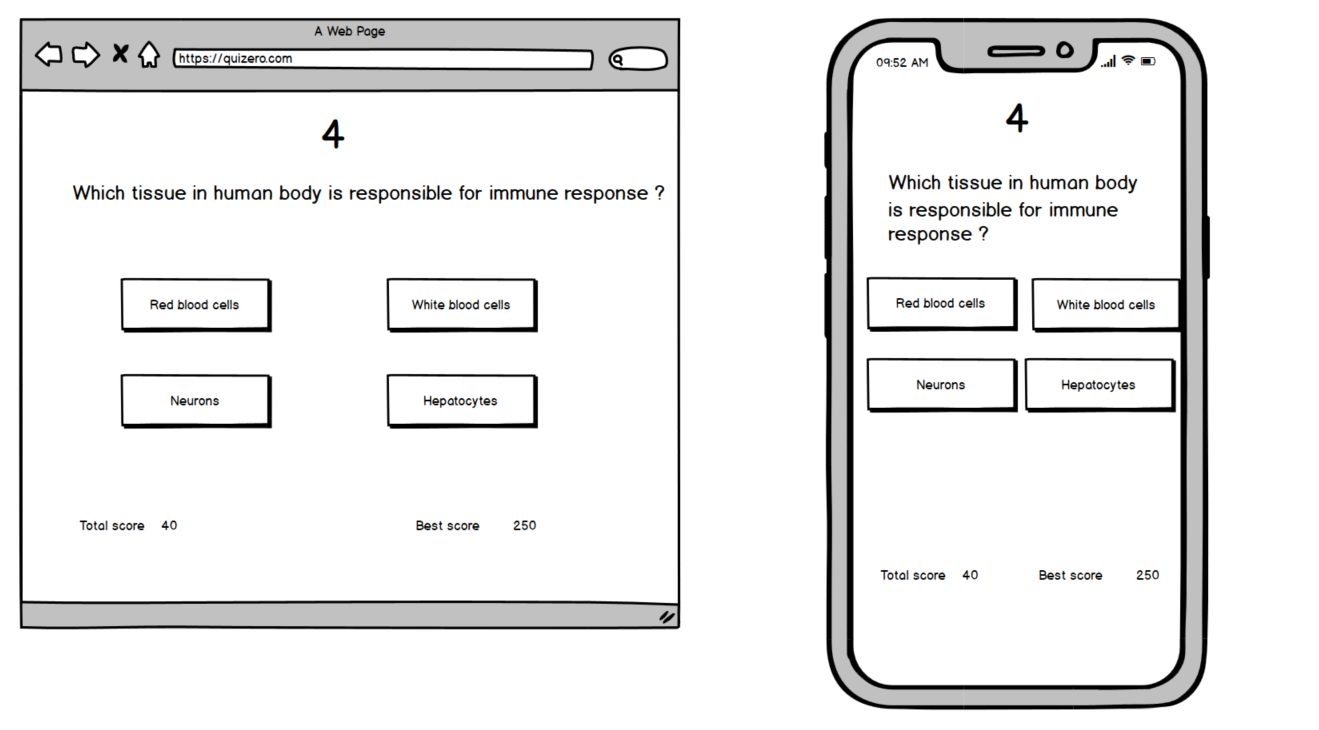 A Web Page
https://quizero.com
4
Which tissue in human body is responsible for immune response ?
Red blood cells
White blood cells
Neurons
Hepatocytes
Total score 40
Best score 250
09:52 AM
4
Which tissue in human body
is responsible for immune
response ?
Red blood cells
White blood cells
Neurons
Hepatocytes
Total score 40
Best score 250